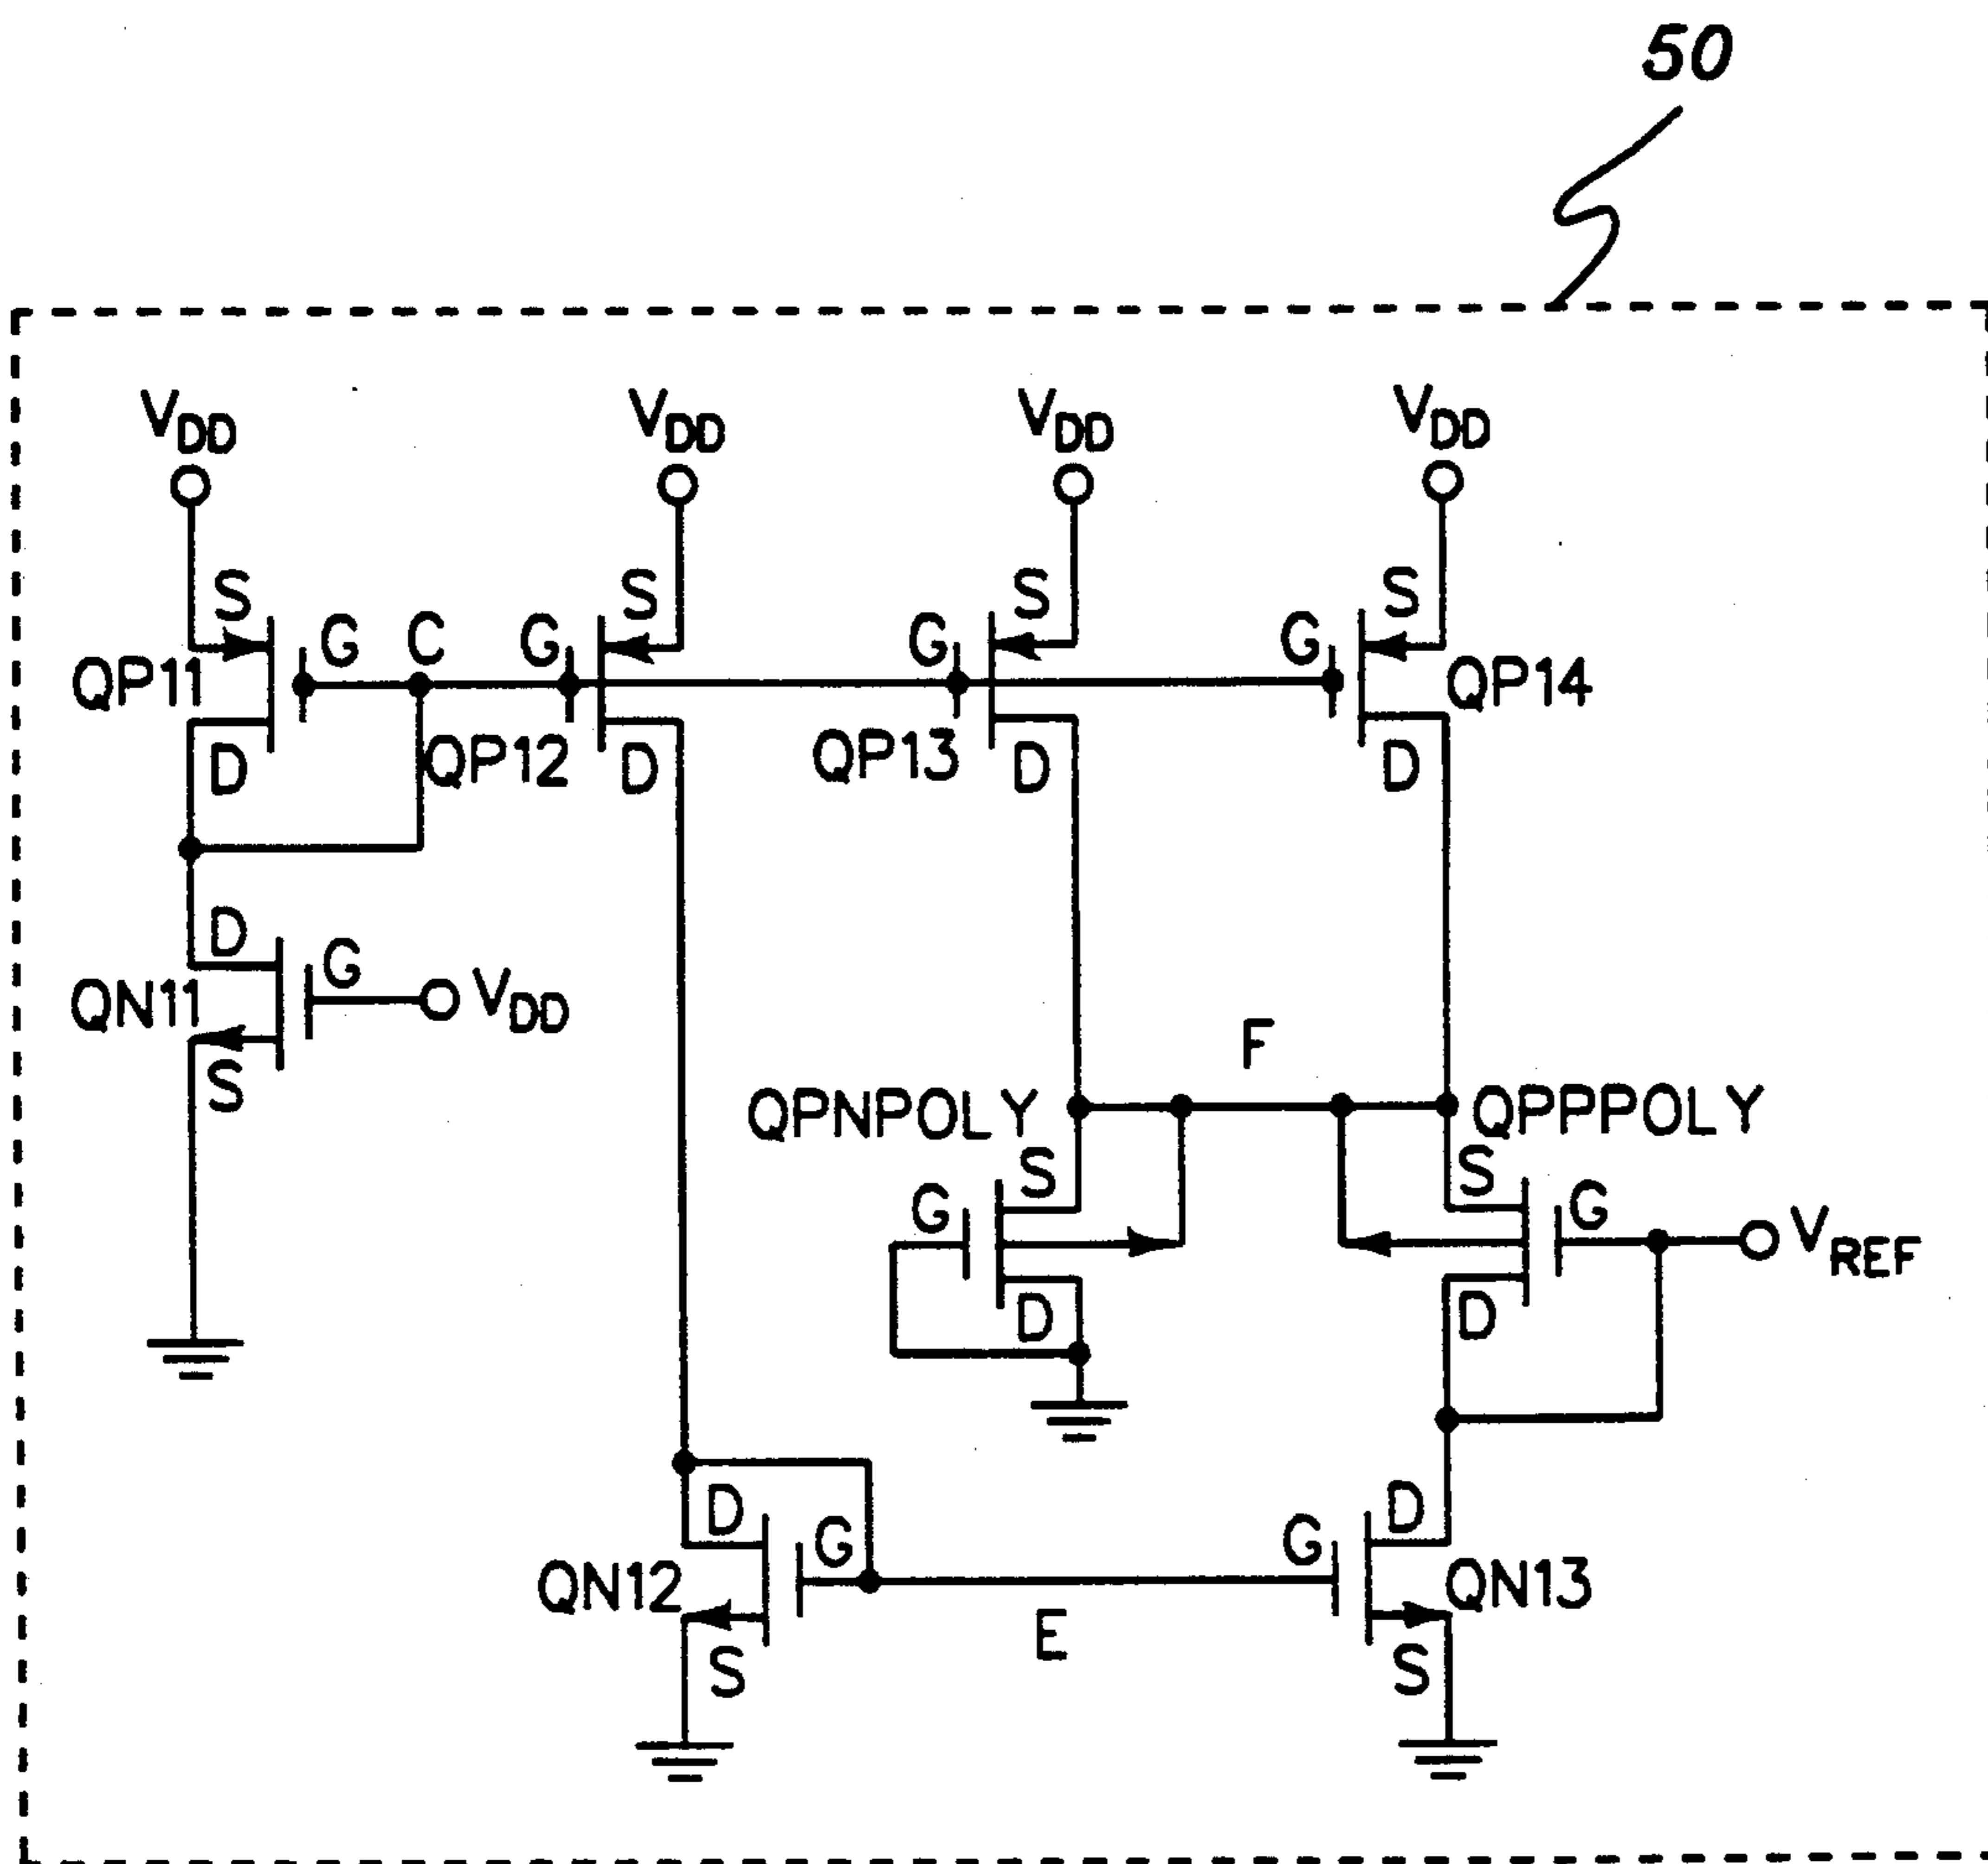 50
VDD VDD VDD VDD
S S S S
G C G G G
QP11 QP12 QP13 QP14
D D D D
D
G
QN11 VDD
S
F
QPNPOLY QPPPOLY
S S
G G VREF
D D
D D
G G
QN12 QN13
E
S S